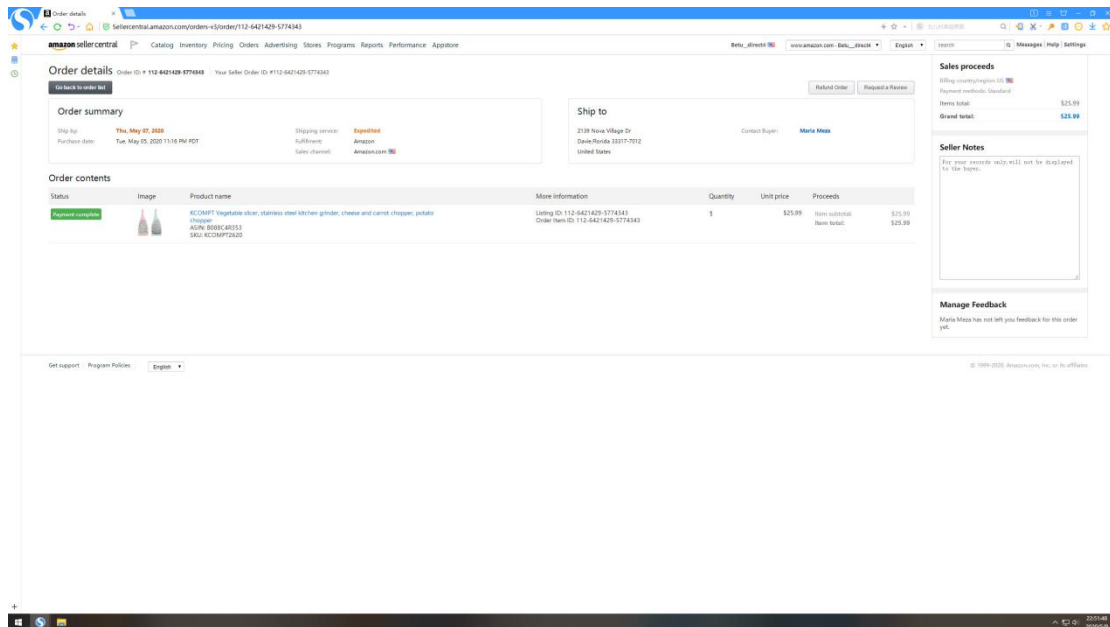 Order details
Sellercentral.amazon.com/orders-v3/order/112-6421429-5774343
amazon seller central Catalog Inventory Pricing Orders Advertising Stores Programs Reports Performance Appstore
English
search
Messages | Help | Settings
Order details Order ID: # 112-6421429-5774343 Your Seller Order ID: #112-6421429-5774343
Go back to order list
Refund Order
Request a Review
Order summary
Ship by: Thu, May 07, 2020
Purchase date: Tue, May 05, 2020 11:16 PM PDT
Shipping service: Expedited
Fulfillment: Amazon
Sales channel: Amazon.com
Ship to
2139 Nova Village Dr
Davie,Florida 33317-7012
United States
Contact Buyer: Maria Meza
Order contents
Status Image Product name More information Quantity Unit price Proceeds
Payment complete
KCOMPT Vegetable slicer, stainless steel kitchen grinder, cheese and carrot chopper, potato
chopper
SKU: KCOMPT2620
Listing ID: 112-6421429-5774343
Order Item ID: 112-6421429-5774343
$25.99
Item subtotal: $25.99
Item total: $25.99
Sales proceeds
Billing country/region: US
Payment methods: Standard
Items total: $25.99
Grand total: $25.99
Seller Notes
For your records only.will not be displayed
to the buyer.
Manage Feedback
Maria Meza has not left you feedback for this order
yet.
Get support Program Policies English
© 1999-2020, Amazon.com, Inc. or its affiliates
22:51:48